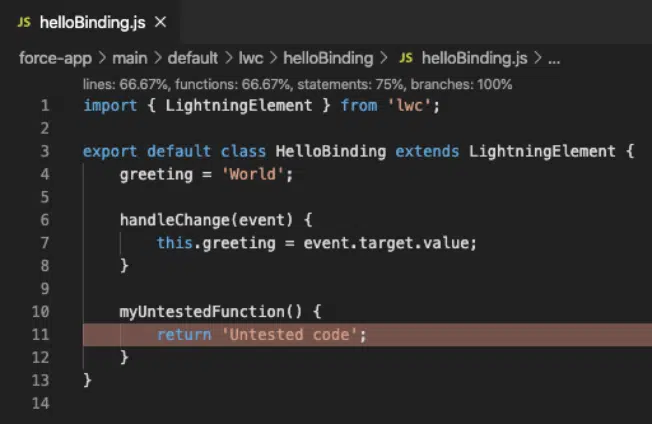 JS helloBinding.js ×
force-app > main > default > lwc > helloBinding > JS helloBinding.js > ...
lines: 66.67%, functions: 66.67%, statements: 75%, branches: 100%
1 import { LightningElement } from 'lwc';
2
3 export default class HelloBinding extends LightningElement {
4     greeting = 'World';
5
6     handleChange(event) {
7         this.greeting = event.target.value;
8     }
9
10     myUntestedFunction() {
11         return 'Untested code';
12     }
13 }
14